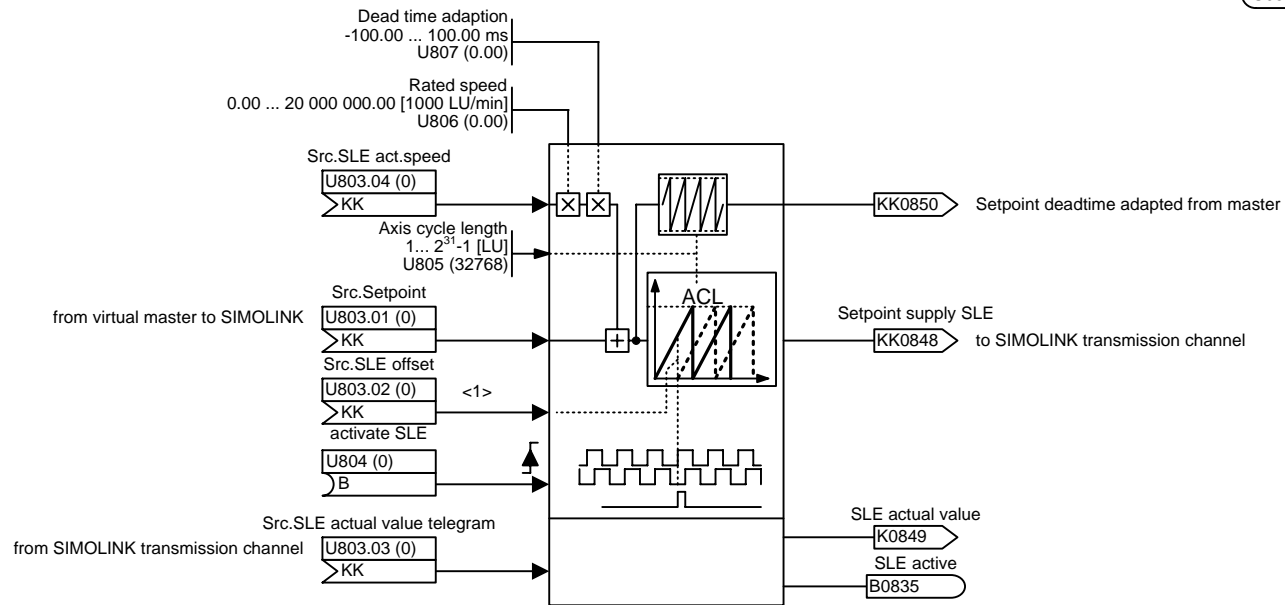 Dead time adaption
-100.00 ... 100.00 ms
U807 (0.00)
Rated speed
0.00 ... 20 000 000.00 [1000 LU/min]
U806 (0.00)
Src.SLE act.speed
U803.04 (0)
KK
KK0850 Setpoint deadtime adapted from master
Axis cycle length
1... 2³¹-1 [LU]
U805 (32768)
ACL
Src.Setpoint
from virtual master to SIMOLINK U803.01 (0)
KK
Setpoint supply SLE
KK0848 to SIMOLINK transmission channel
Src.SLE offset
U803.02 (0) <1>
KK
activate SLE
U804 (0)
B
Src.SLE actual value telegram
from SIMOLINK transmission channel U803.03 (0)
KK
SLE actual value
K0849
SLE active
B0835